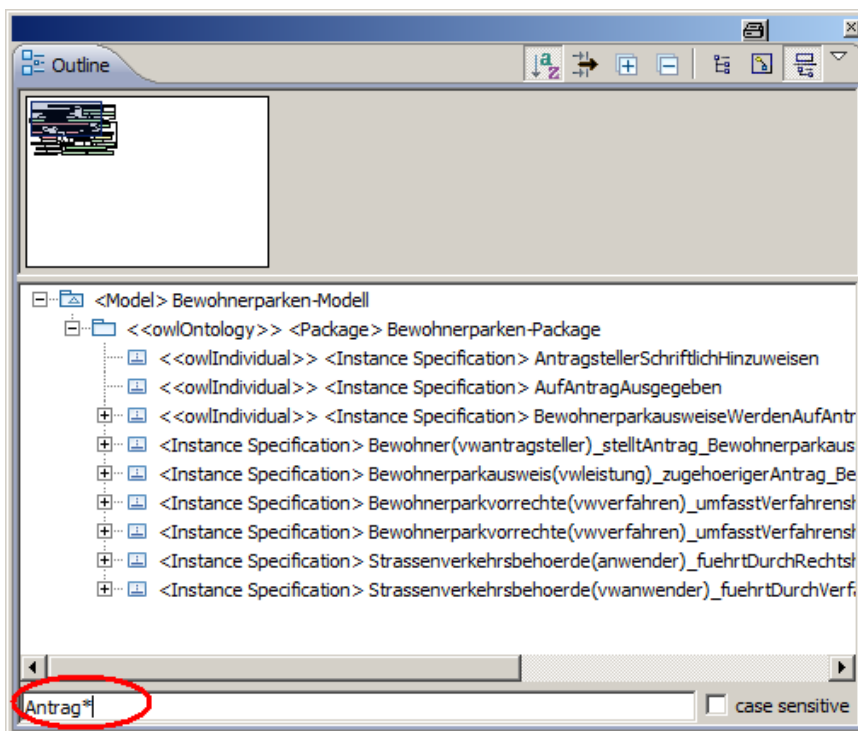 Outline
<Model> Bewohnerparken-Modell
<<owlOntology>> <Package> Bewohnerparken-Package
<<owlIndividual>> <Instance Specification> AntragstellerSchriftlichHinzuweisen
<<owlIndividual>> <Instance Specification> AufAntragAusgegeben
<<owlIndividual>> <Instance Specification> BewohnerparkausweiseWerdenAufAntr
<Instance Specification> Bewohner(vwantragsteller)_stelltAntrag_Bewohnerparkaus
<Instance Specification> Bewohnerparkausweis(vwleistung)_zugehoerigerAntrag_Be
<Instance Specification> Bewohnerparkvorrechte(vwverfahren)_umfasstVerfahrensh
<Instance Specification> Bewohnerparkvorrechte(vwverfahren)_umfasstVerfahrensh
<Instance Specification> Strassenverkehrsbehoerde(anwender)_fuehrtDurchRechtsh
<Instance Specification> Strassenverkehrsbehoerde(vwanwender)_fuehrtDurchVerfa
Antrag* case sensitive